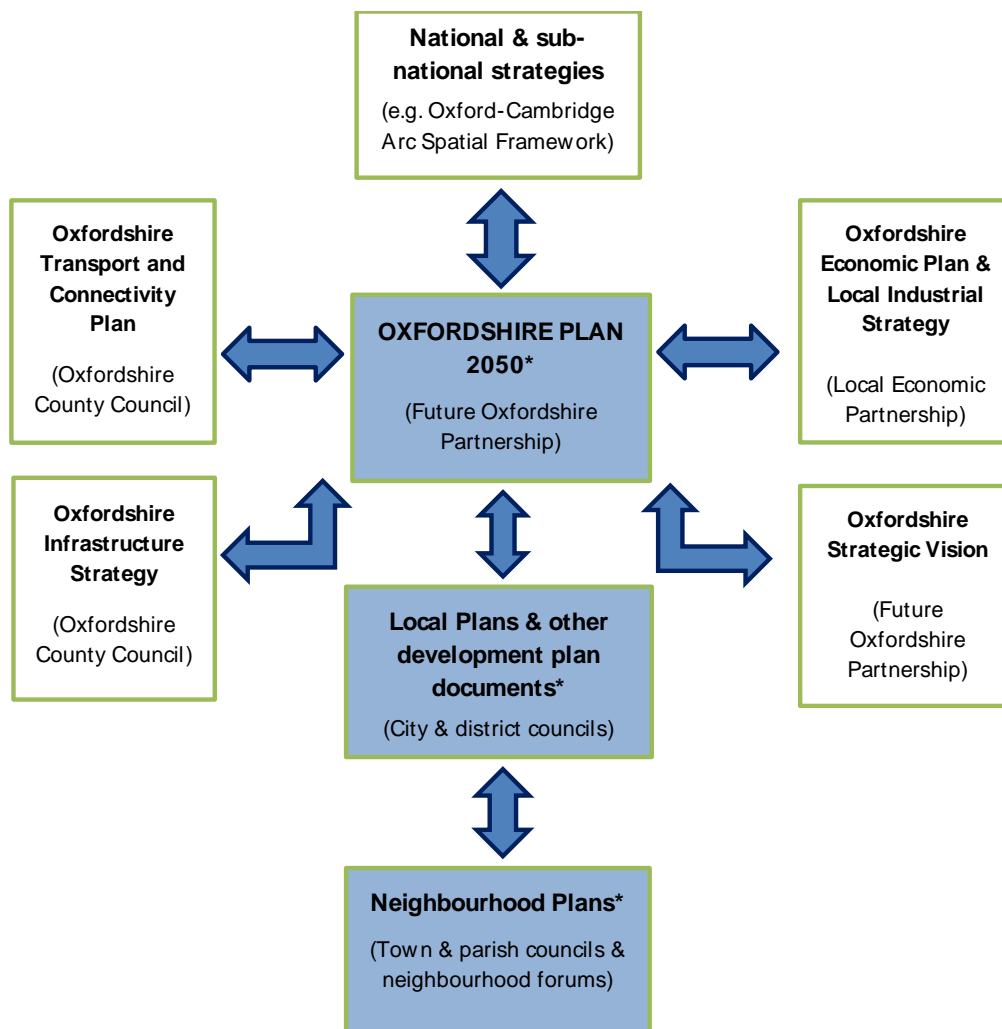 National & sub-
national strategies
(e.g. Oxford-Cambridge
Arc Spatial Framework)
Oxfordshire
Transport and
Connectivity
Plan
(Oxfordshire
County Council)
OXFORDSHIRE PLAN
2050*
(Future Oxfordshire
Partnership)
Oxfordshire
Economic Plan &
Local Industrial
Strategy
(Local Economic
Partnership)
Oxfordshire
Infrastructure
Strategy
(Oxfordshire
County Council)
Oxfordshire
Strategic Vision
(Future
Oxfordshire
Partnership)
Local Plans & other
development plan
documents*
(City & district councils)
Neighbourhood Plans*
(Town & parish councils &
neighbourhood forums)